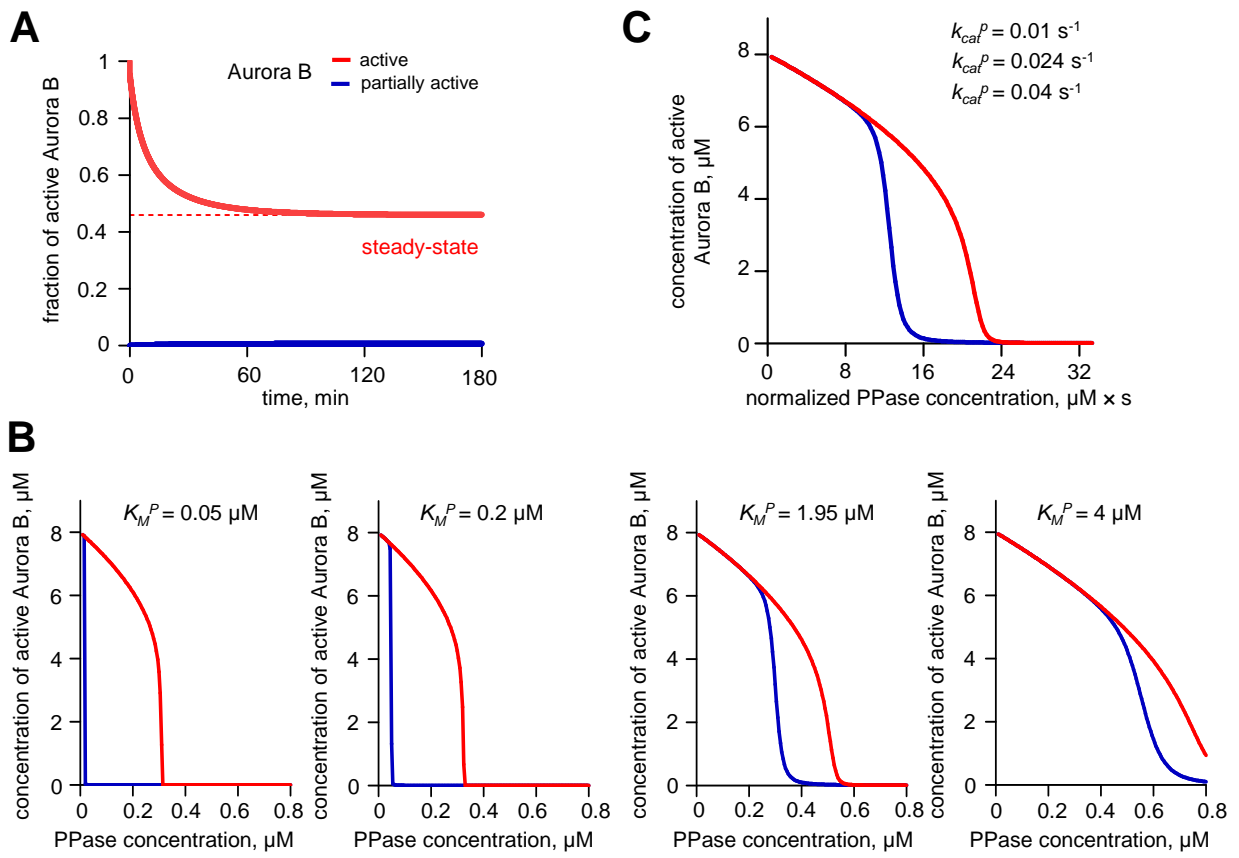 A
Aurora B
active
partially active
fraction of active Aurora B
1
0.8
0.6
0.4
0.2
0
steady-state
0 60 120 180
time, min
C
k_cat^p = 0.01 s⁻¹
k_cat^p = 0.024 s⁻¹
k_cat^p = 0.04 s⁻¹
concentration of active
Aurora B, µM
8
6
4
2
0
0 8 16 24 32
normalized PPase concentration, µM × s
B
K_M^P = 0.05 µM
concentration of active Aurora B, µM
8
6
4
2
0
0 0.2 0.4 0.6 0.8
PPase concentration, µM
K_M^P = 0.2 µM
concentration of active Aurora B, µM
8
6
4
2
0
0 0.2 0.4 0.6 0.8
PPase concentration, µM
K_M^P = 1.95 µM
concentration of active Aurora B, µM
8
6
4
2
0
0 0.2 0.4 0.6 0.8
PPase concentration, µM
K_M^P = 4 µM
concentration of active Aurora B, µM
8
6
4
2
0
0 0.2 0.4 0.6 0.8
PPase concentration, µM